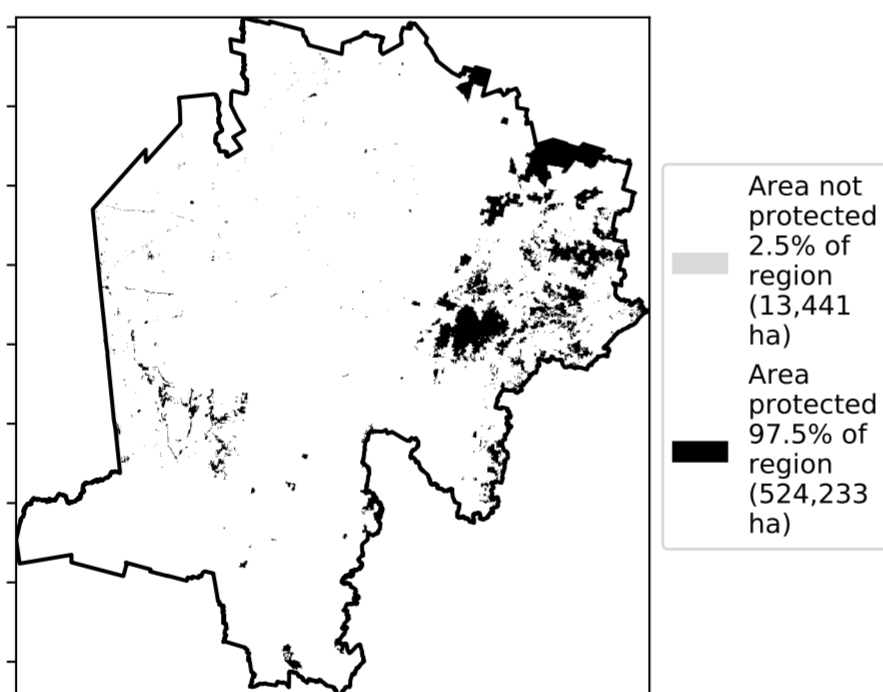 Area not
protected
2.5% of
region
(13,441
ha)
Area
protected
97.5% of
region
(524,233
ha)